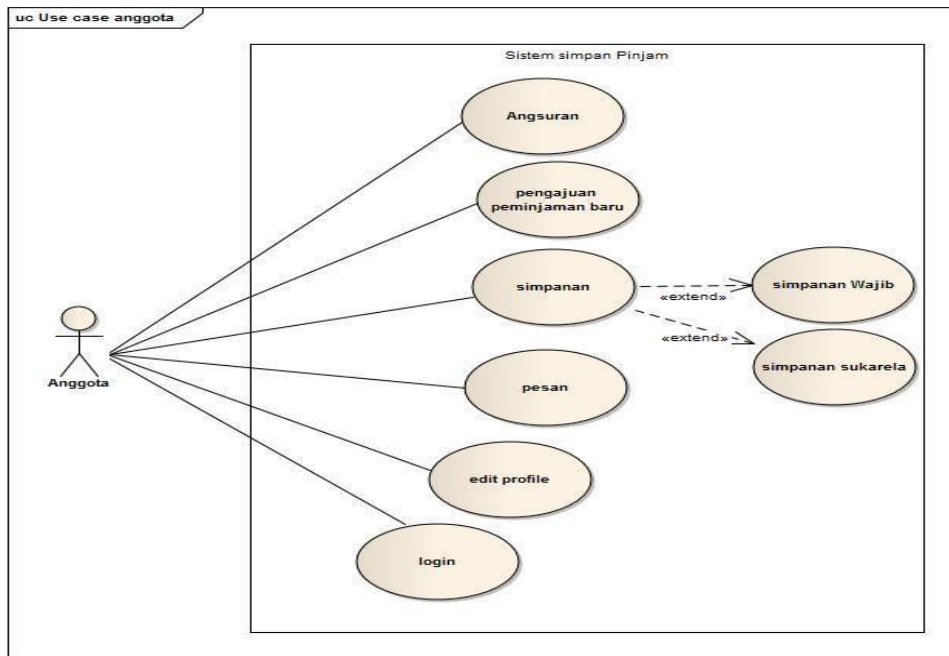 uc Use case anggota
Sistem simpan Pinjam
Angsuran
pengajuan
peminjaman baru
simpanan
«extend»
simpanan Wajib
«extend»
simpanan sukarela
Anggota
pesan
edit profile
login